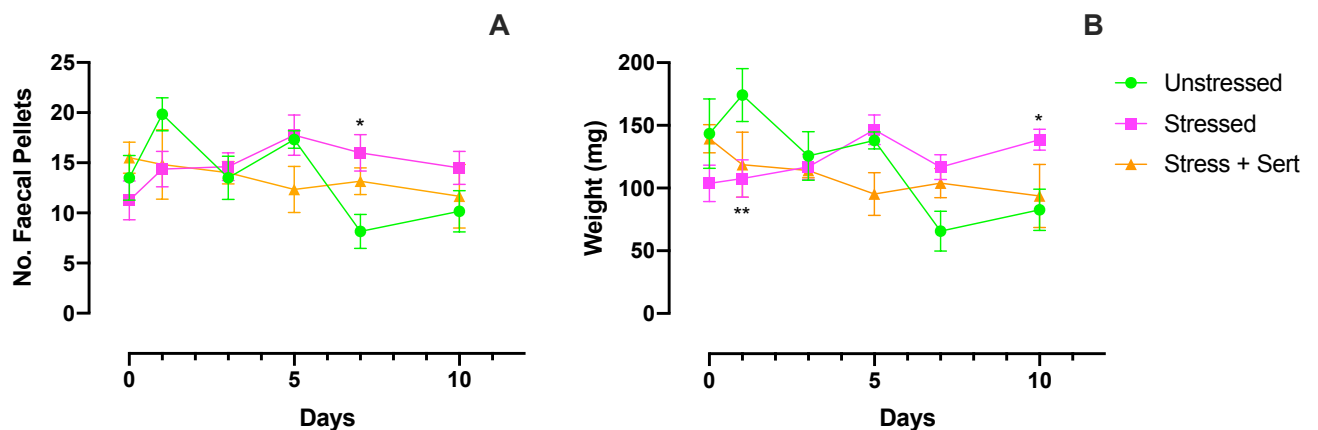 A
No. Faecal Pellets
25
20
15
10
5
0
*
0 5 10
Days
B
Weight (mg)
200
150
100
50
0
**
*
0 5 10
Days
Unstressed
Stressed
Stress + Sert